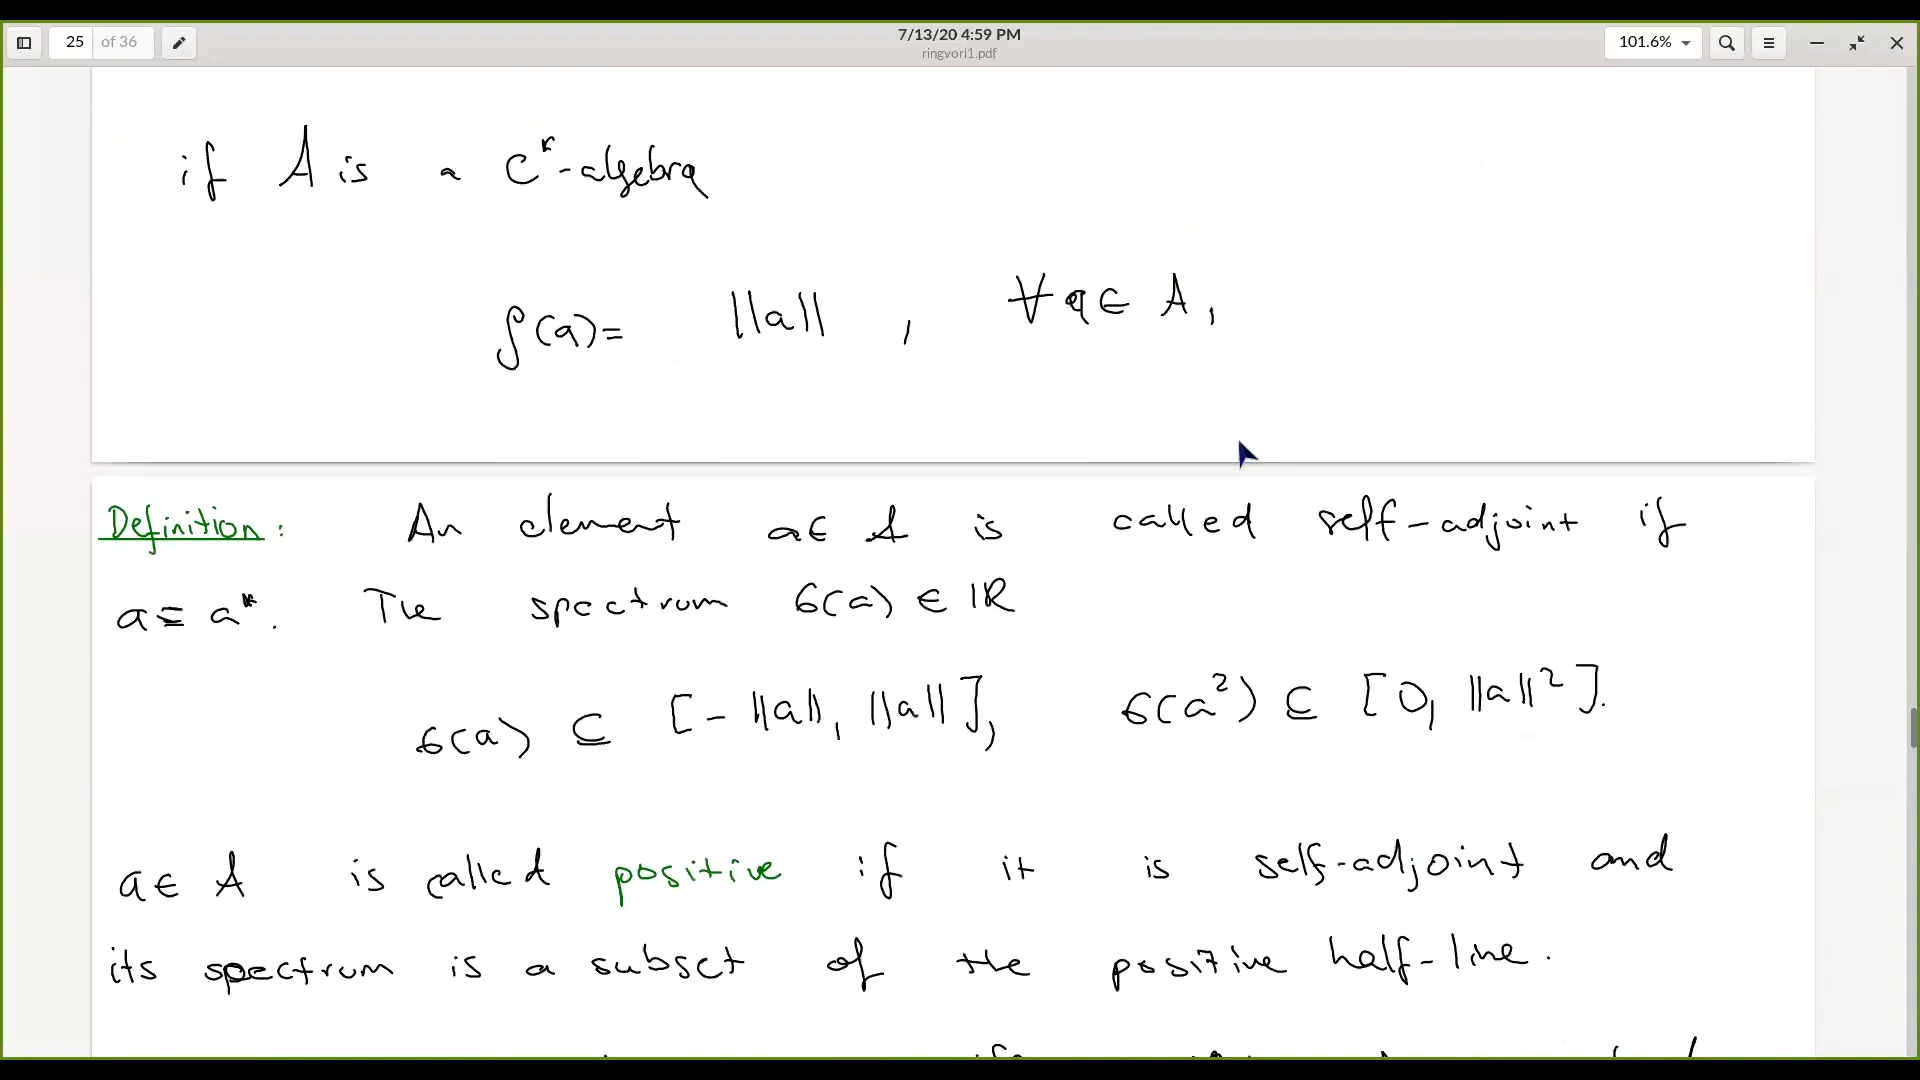 25 of 36
7/13/20 4:59 PM
ringvorl1.pdf
101.6%
if A is a C*-algebra
ρ(a) = ||a|| , ∀ a ∈ A,
Definition: An element a ∈ A is called self-adjoint if
a = a*. The spectrum σ(a) ∈ ℝ
σ(a) ⊆ [-||a||, ||a||], σ(a²) ⊆ [0, ||a||²].
a ∈ A is called positive if it is self-adjoint and
its spectrum is a subset of the positive half-line.